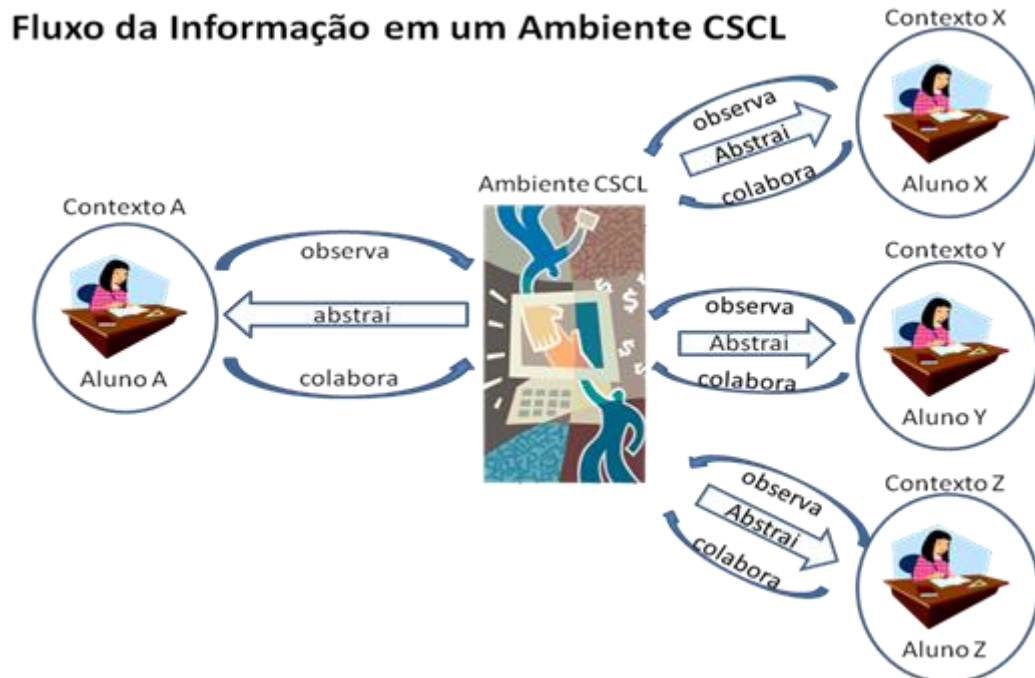 Fluxo da Informação em um Ambiente CSCL
Contexto A
observa
abstrai
colabora
Aluno A
Ambiente CSCL
Contexto X
observa
Abstrai
colabora
Aluno X
Contexto Y
observa
Abstrai
colabora
Aluno Y
Contexto Z
observa
Abstrai
colabora
Aluno Z